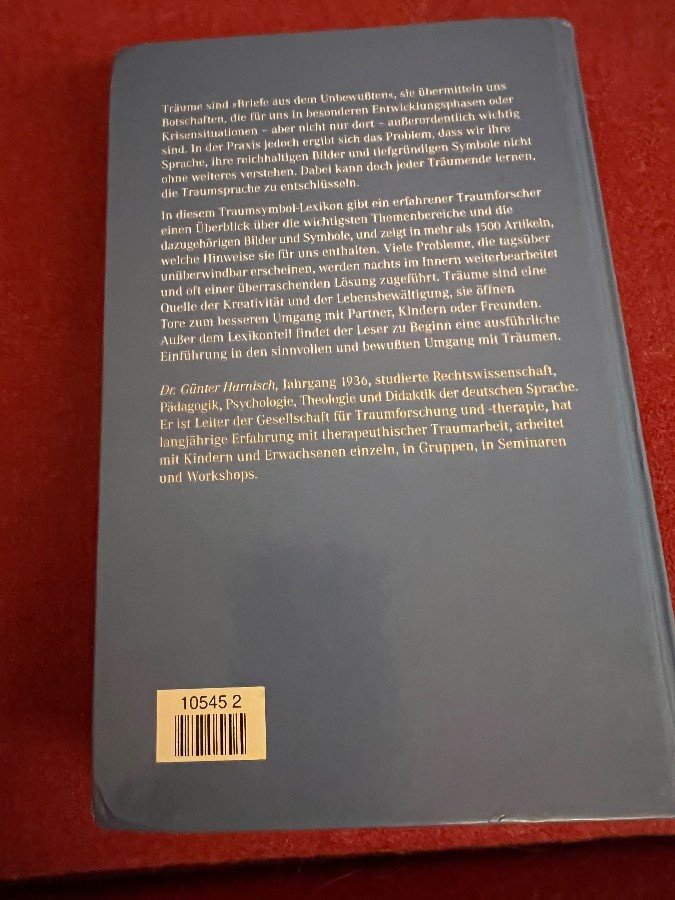 Träume sind »Briefe aus dem Unbewußten«, sie übermitteln uns
Botschaften, die für uns in besonderen Entwicklungsphasen oder
Krisensituationen – aber nicht nur dort – außerordentlich wichtig
sind. In der Praxis jedoch ergibt sich das Problem, dass wir ihre
Sprache, ihre reichhaltigen Bilder und tiefgründigen Symbole nicht
ohne weiteres verstehen. Dabei kann doch jeder Träumende lernen,
die Traumsprache zu entschlüsseln.
In diesem Traumsymbol-Lexikon gibt ein erfahrener Traumforscher
einen Überblick über die wichtigsten Themenbereiche und die
dazugehörigen Bilder und Symbole, und zeigt in mehr als 1500 Artikeln,
welche Hinweise sie für uns enthalten. Viele Probleme, die tagsüber
unüberwindbar erscheinen, werden nachts im Innern weiterbearbeitet
und oft einer überraschenden Lösung zugeführt. Träume sind eine
Quelle der Kreativität und der Lebensbewältigung, sie öffnen
Tore zum besseren Umgang mit Partner, Kindern oder Freunden.
Außer dem Lexikonteil findet der Leser zu Beginn eine ausführliche
Einführung in den sinnvollen und bewußten Umgang mit Träumen.
Dr. Günter Harnisch, Jahrgang 1936, studierte Rechtswissenschaft,
Pädagogik, Psychologie, Theologie und Didaktik der deutschen Sprache.
Er ist Leiter der Gesellschaft für Traumforschung und -therapie, hat
langjährige Erfahrung mit therapeuthischer Traumarbeit, arbeitet
mit Kindern und Erwachsenen einzeln, in Gruppen, in Seminaren
und Workshops.
10545 2